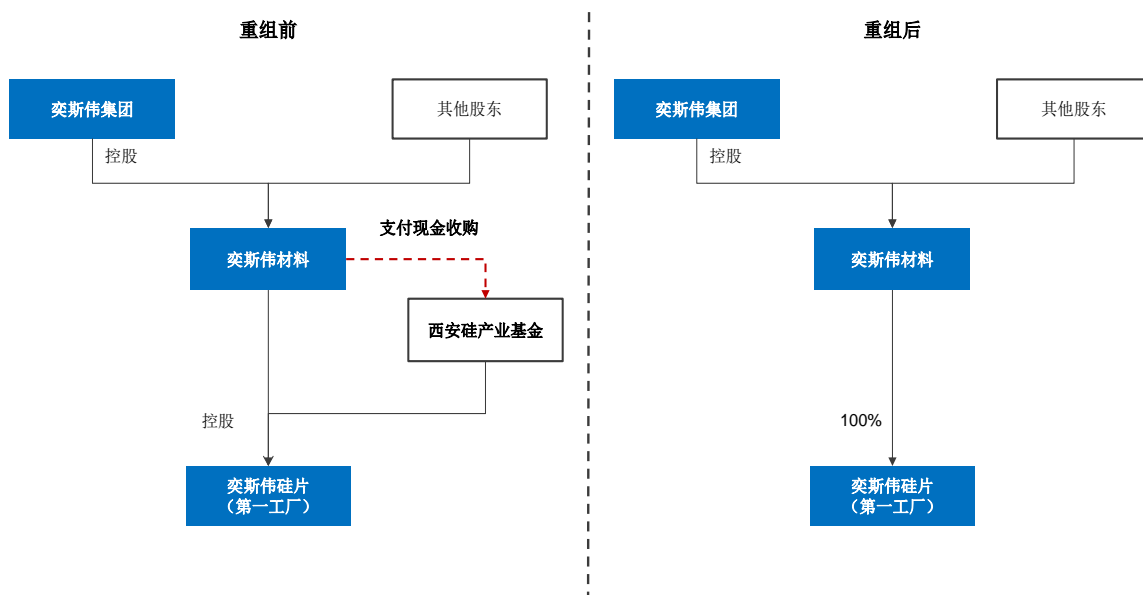 重组前
奕斯伟集团
其他股东
控股
支付现金收购
奕斯伟材料
西安硅产业基金
控股
奕斯伟硅片
（第一工厂）
重组后
奕斯伟集团
其他股东
控股
奕斯伟材料
100%
奕斯伟硅片
（第一工厂）